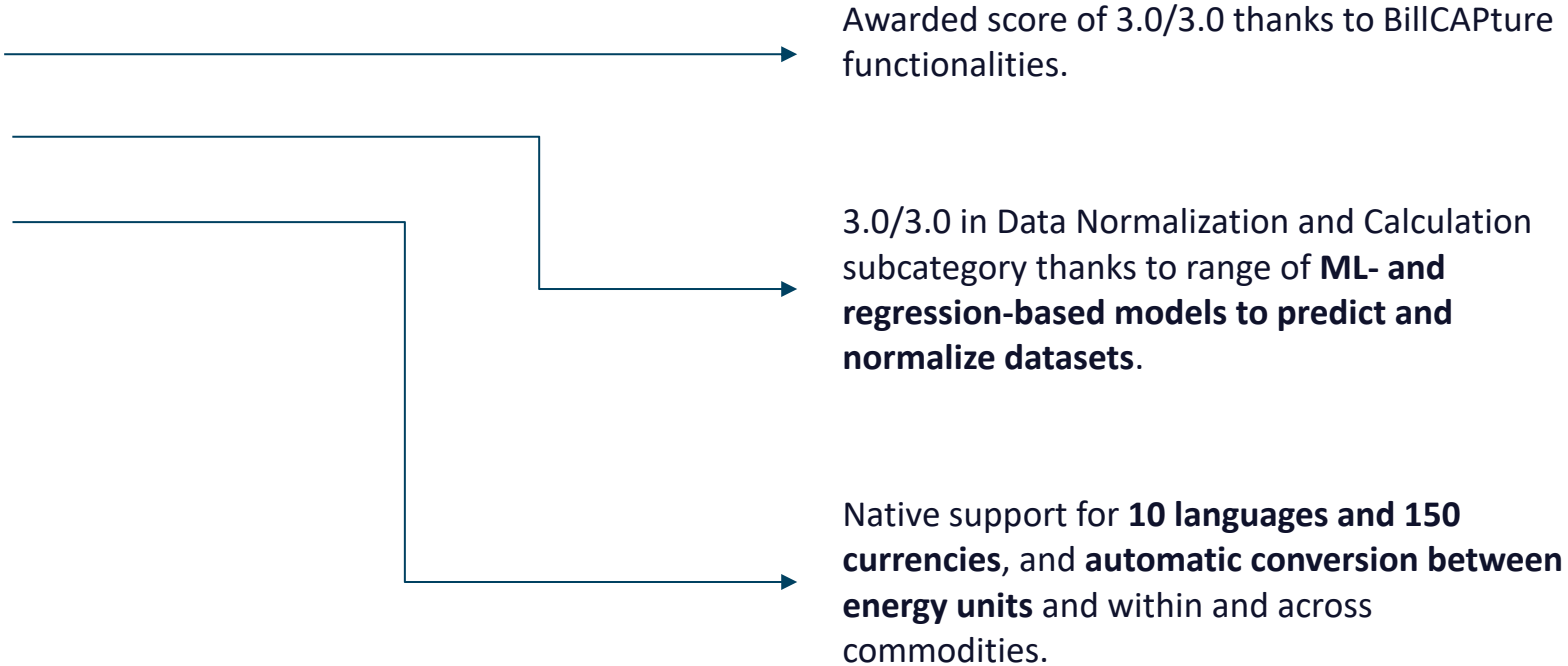 Awarded score of 3.0/3.0 thanks to BillCAPture
functionalities.
3.0/3.0 in Data Normalization and Calculation
subcategory thanks to range of ML- and
regression-based models to predict and
normalize datasets.
Native support for 10 languages and 150
currencies, and automatic conversion between
energy units and within and across
commodities.